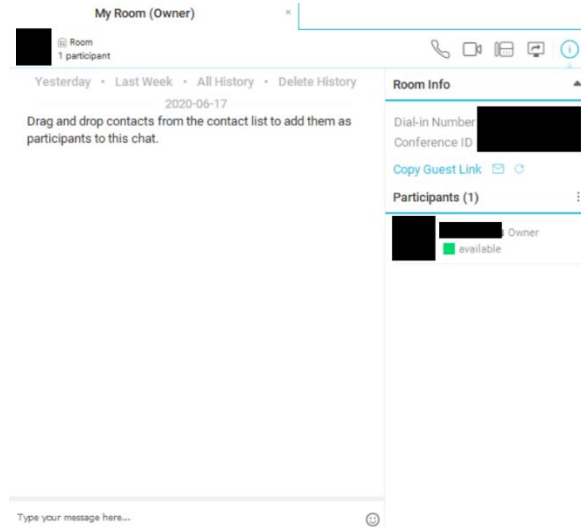 My Room (Owner) ×
Room
1 participant
Yesterday • Last Week • All History • Delete History
2020-06-17
Drag and drop contacts from the contact list to add them as
participants to this chat.
Type your message here...
Room Info
Dial-in Number
Conference ID
Copy Guest Link
Participants (1)
Owner
available